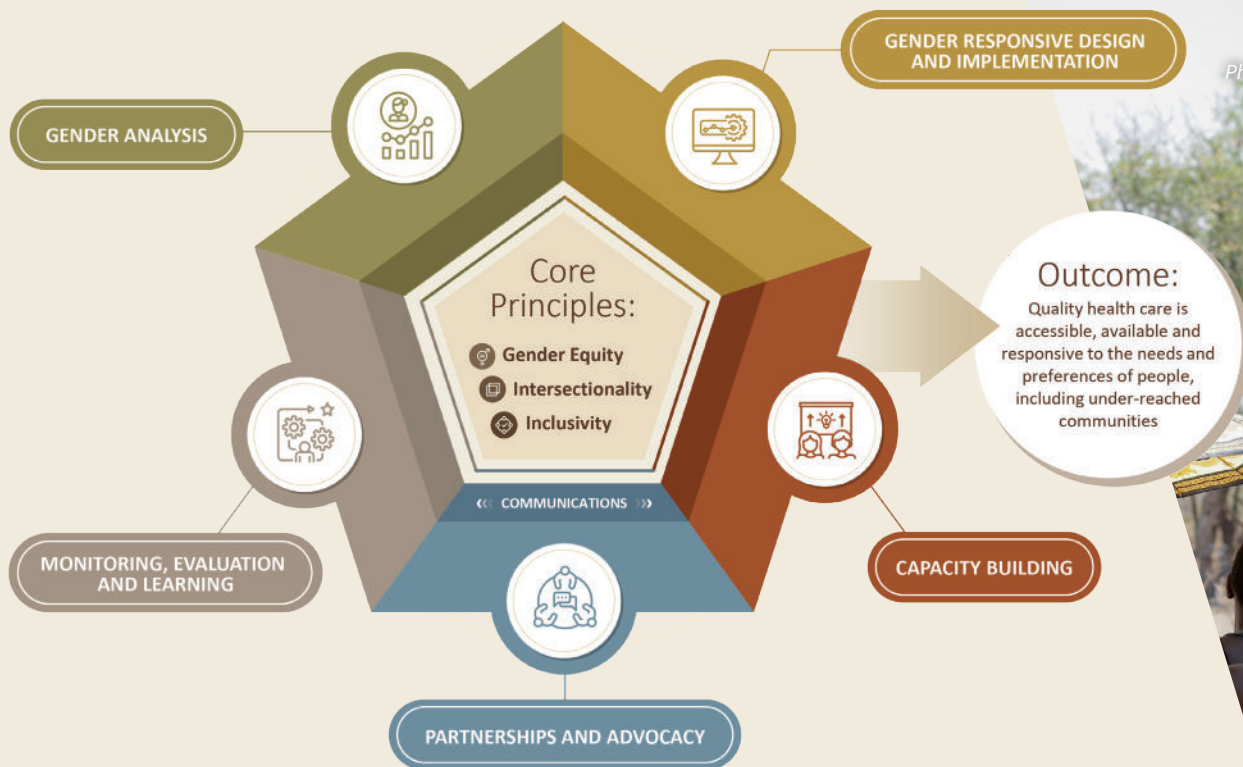 GENDER RESPONSIVE DESIGN
AND IMPLEMENTATION
GENDER ANALYSIS
Core
Principles:
Gender Equity
Intersectionality
Inclusivity
Outcome:
Quality health care is
accessible, available and
responsive to the needs and
preferences of people,
including under-reached
communities
‹‹‹ COMMUNICATIONS ›››
MONITORING, EVALUATION
AND LEARNING
CAPACITY BUILDING
PARTNERSHIPS AND ADVOCACY